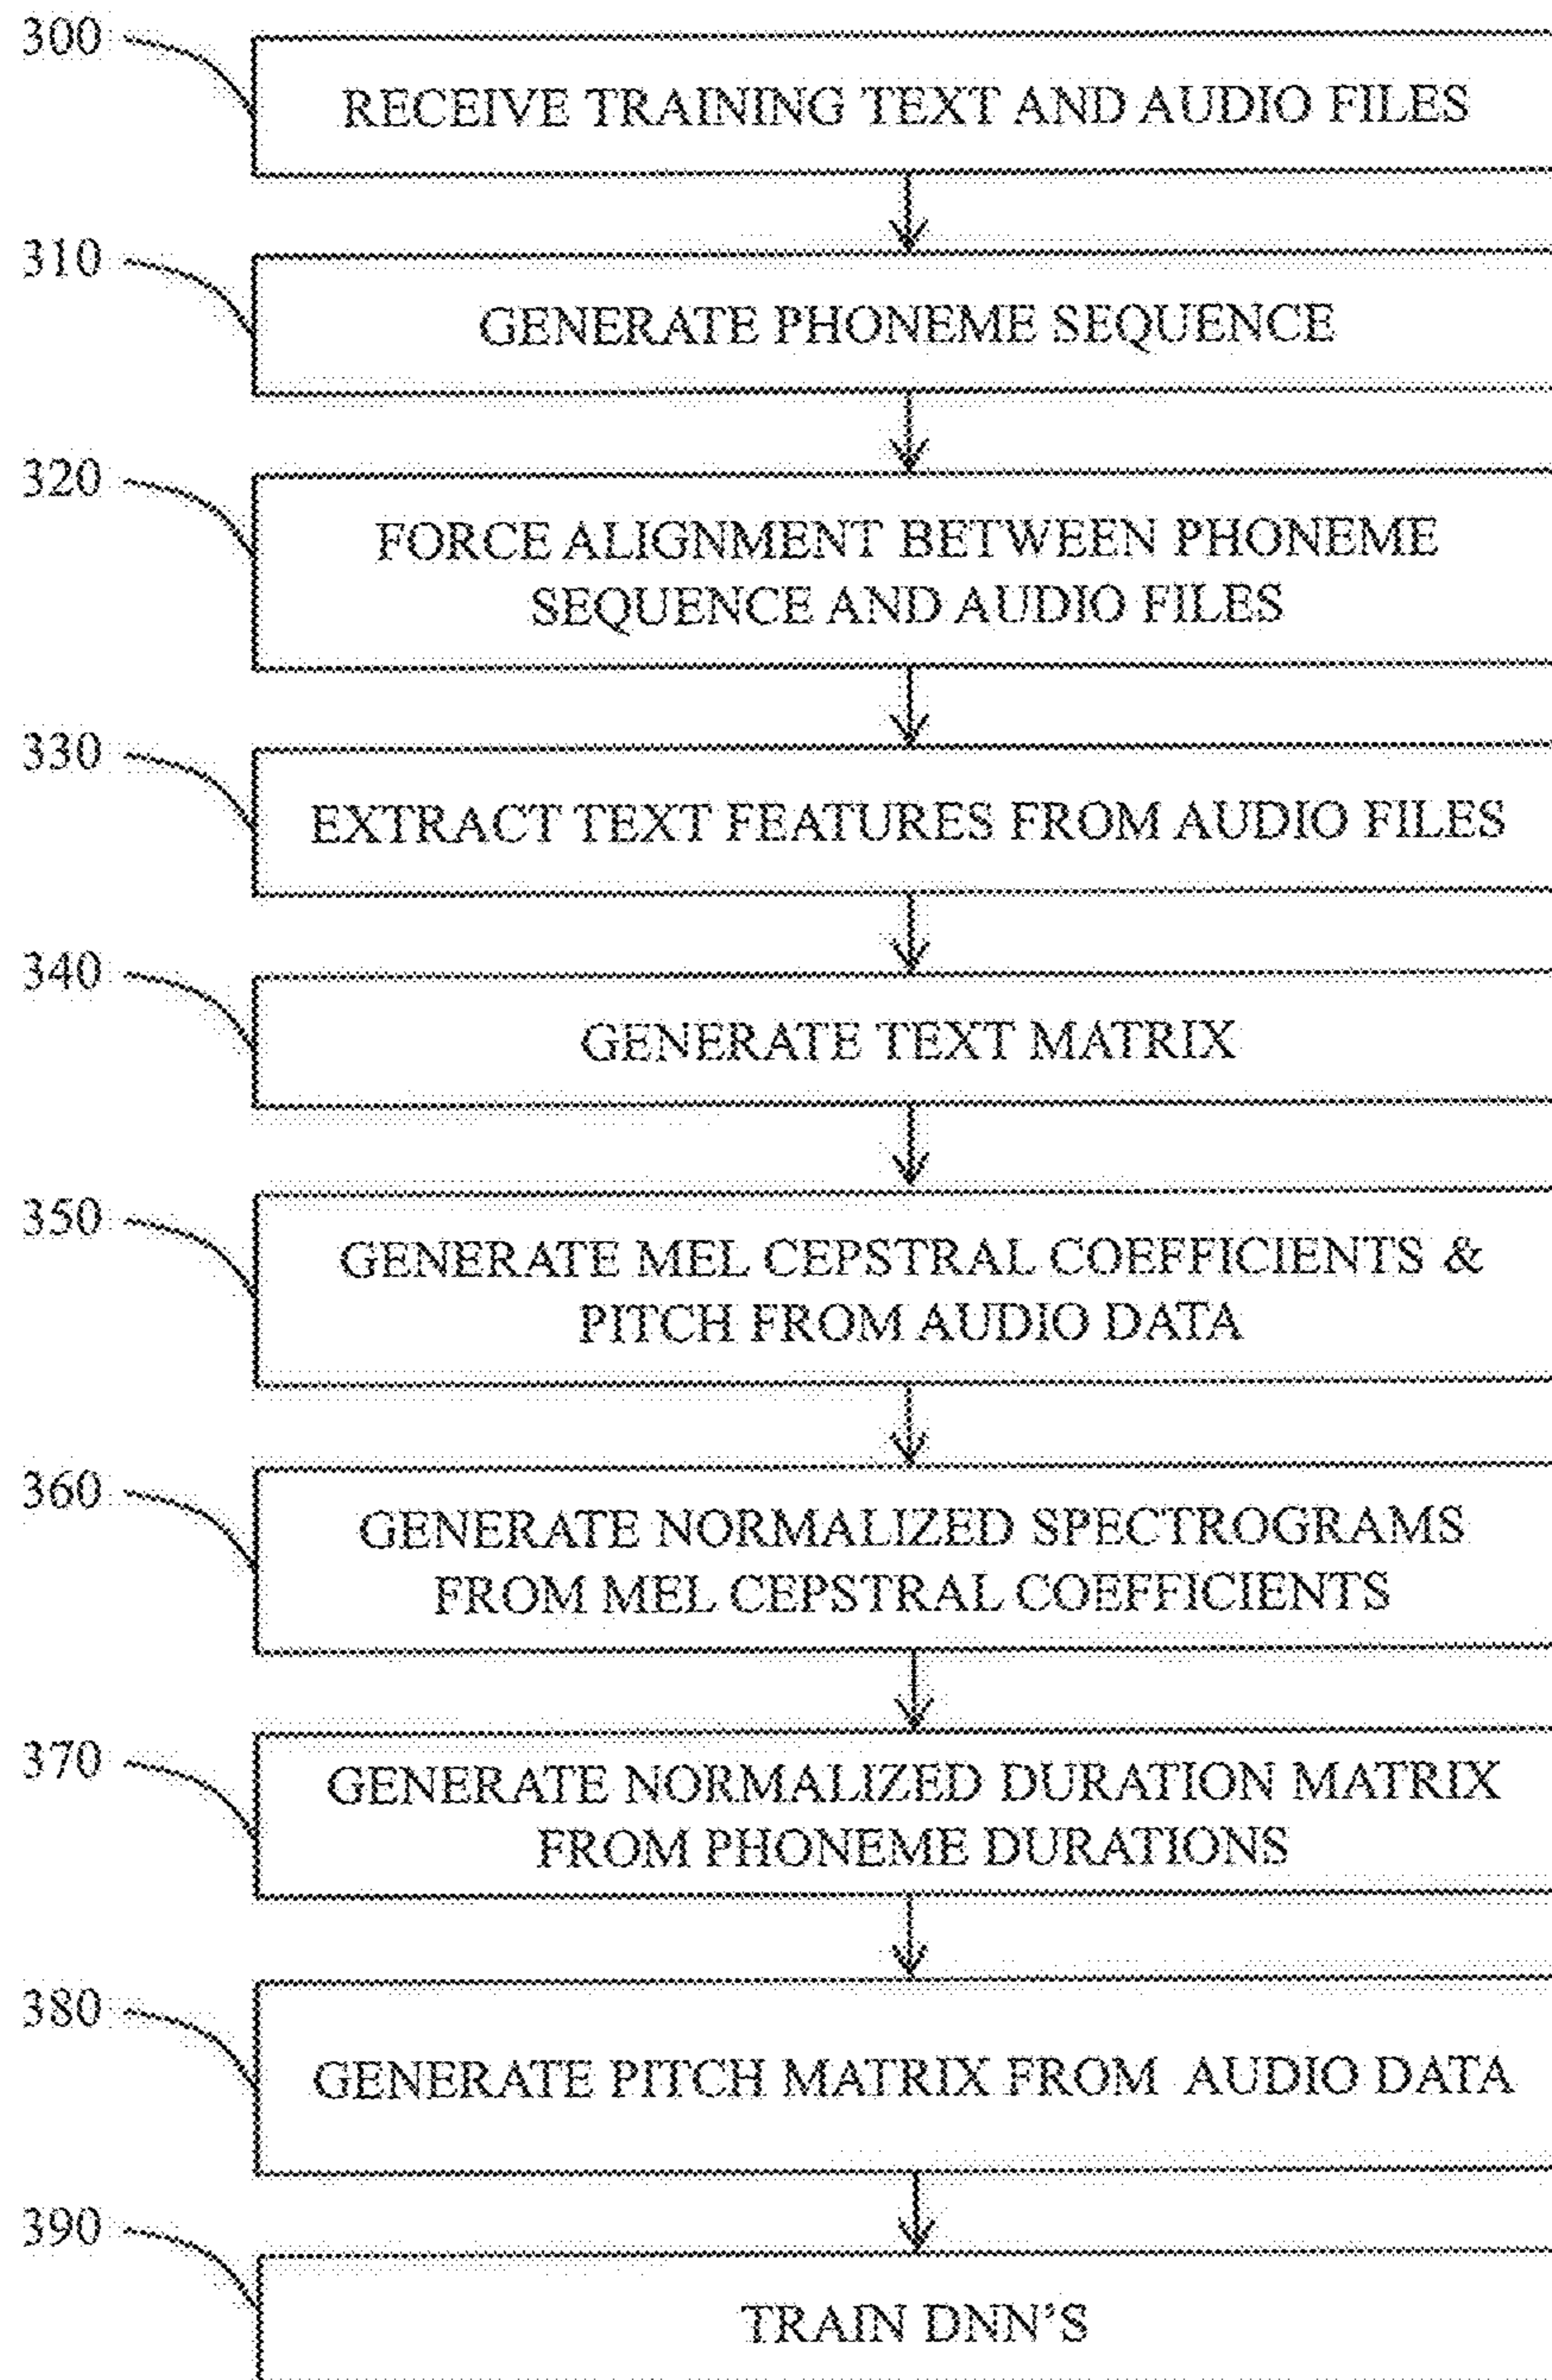 300
RECEIVE TRAINING TEXT AND AUDIO FILES
310
GENERATE PHONEME SEQUENCE
320
FORCE ALIGNMENT BETWEEN PHONEME
SEQUENCE AND AUDIO FILES
330
EXTRACT TEXT FEATURES FROM AUDIO FILES
340
GENERATE TEXT MATRIX
350
GENERATE MEL CEPSTRAL COEFFICIENTS &
PITCH FROM AUDIO DATA
360
GENERATE NORMALIZED SPECTROGRAMS
FROM MEL CEPSTRAL COEFFICIENTS
370
GENERATE NORMALIZED DURATION MATRIX
FROM PHONEME DURATIONS
380
GENERATE PITCH MATRIX FROM AUDIO DATA
390
TRAIN DNN'S